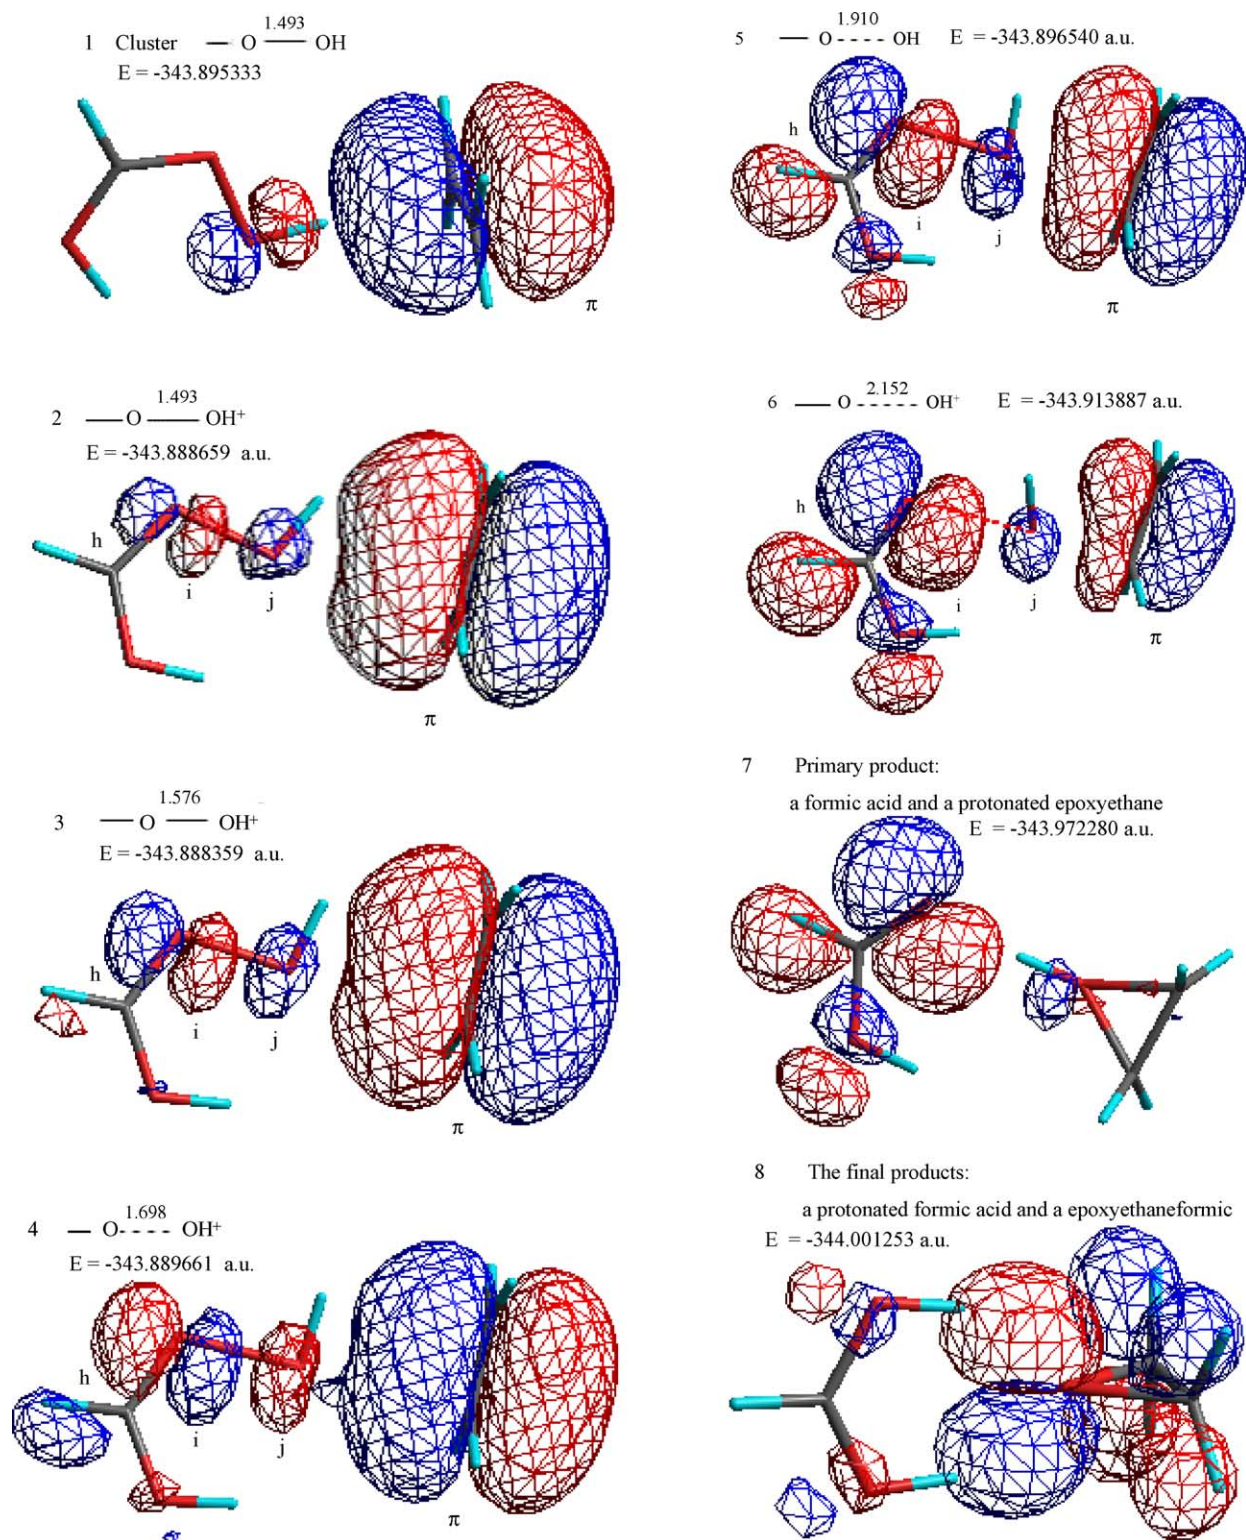 1.493
1 Cluster — O — OH
E = -343.895333
π
1.493
2 — O — OH⁺
E = -343.888659 a.u.
h
i
j
π
1.576
3 — O — OH⁺
E = -343.888359 a.u.
h
i
j
π
1.698
4 — O - - - - OH⁺
E = -343.889661 a.u.
h
i
j
π
1.910
5 — O - - - - OH E = -343.896540 a.u.
h
i
j
π
2.152
6 — O - - - - - OH⁺ E = -343.913887 a.u.
h
i
j
π
7 Primary product:
a formic acid and a protonated epoxyethane
E = -343.972280 a.u.
8 The final products:
a protonated formic acid and a epoxyethaneformic
E = -344.001253 a.u.